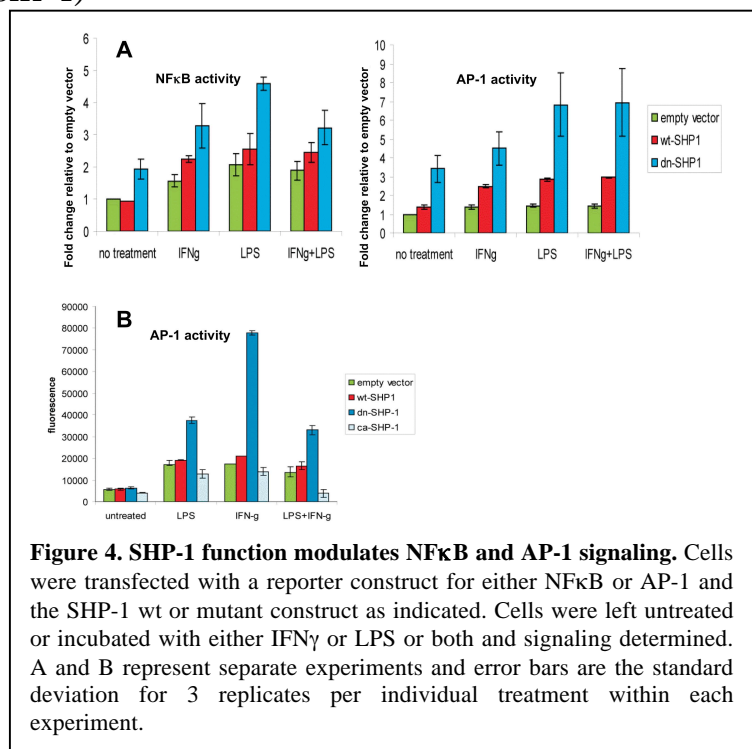 A
NFκB activity
Fold change relative to empty vector
6
5
4
3
2
1
0
no treatment IFNg LPS IFNg+LPS
AP-1 activity
Fold change relative to empty vector
10
9
8
7
6
5
4
3
2
1
0
no treatment IFNg LPS IFNg+LPS
empty vector
wt-SHP1
dn-SHP1
B
AP-1 activity
fluorescence
90000
80000
70000
60000
50000
40000
30000
20000
10000
0
untreated LPS IFN-g LPS+IFN-g
empty vector
wt-SHP1
dn-SHP-1
ca-SHP-1
Figure 4. SHP-1 function modulates NFκB and AP-1 signaling. Cells
were transfected with a reporter construct for either NFκB or AP-1 and
the SHP-1 wt or mutant construct as indicated. Cells were left untreated
or incubated with either IFNγ or LPS or both and signaling determined.
A and B represent separate experiments and error bars are the standard
deviation for 3 replicates per individual treatment within each
experiment.